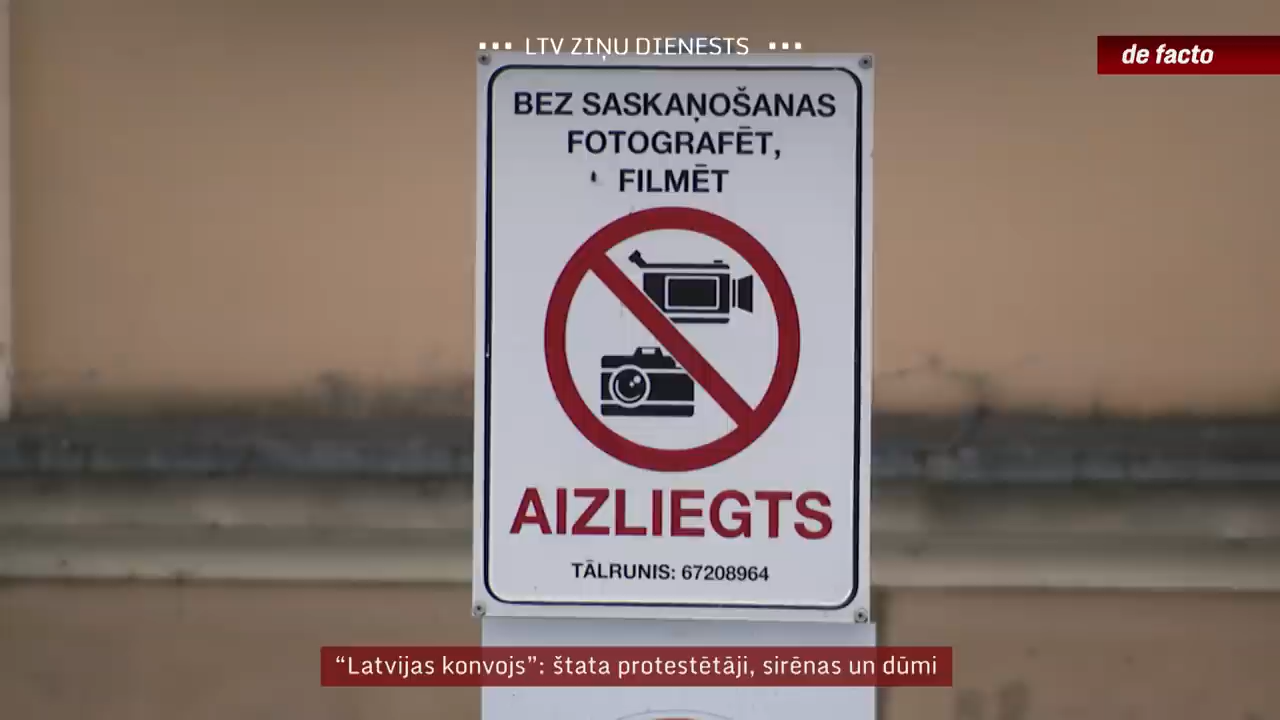 LTV ZIŅU DIENESTS
de facto
BEZ SASKAŅOŠANAS
FOTOGRAFĒT,
FILMĒT
AIZLIEGTS
TĀLRUNIS: 67208964
“Latvijas konvojs”: štata protestētāji, sirēnas un dūmi